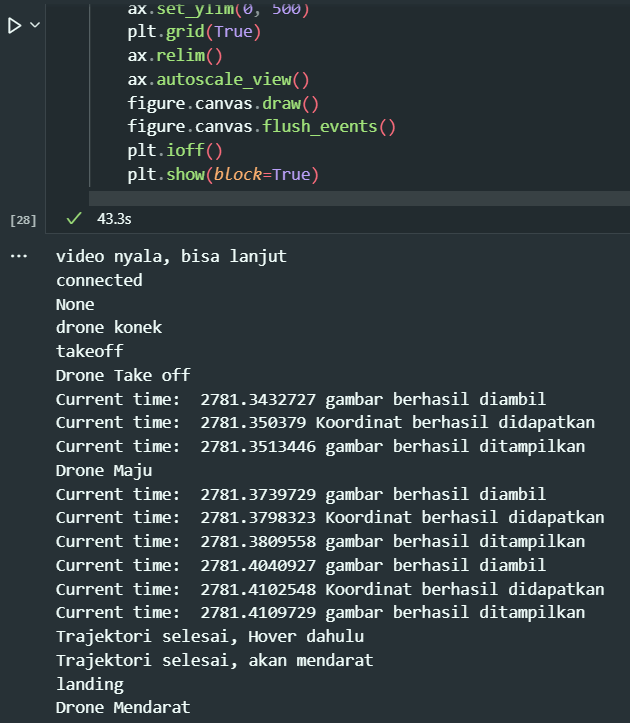 ax.set_ylim(0, 500)
plt.grid(True)
ax.relim()
ax.autoscale_view()
figure.canvas.draw()
figure.canvas.flush_events()
plt.ioff()
plt.show(block=True)
[28] ✓ 43.3s
... video nyala, bisa lanjut
connected
None
drone konek
takeoff
Drone Take off
Current time:  2781.3432727 gambar berhasil diambil
Current time:  2781.350379 Koordinat berhasil didapatkan
Current time:  2781.3513446 gambar berhasil ditampilkan
Drone Maju
Current time:  2781.3739729 gambar berhasil diambil
Current time:  2781.3798323 Koordinat berhasil didapatkan
Current time:  2781.3809558 gambar berhasil ditampilkan
Current time:  2781.4040927 gambar berhasil diambil
Current time:  2781.4102548 Koordinat berhasil didapatkan
Current time:  2781.4109729 gambar berhasil ditampilkan
Trajektori selesai, Hover dahulu
Trajektori selesai, akan mendarat
landing
Drone Mendarat